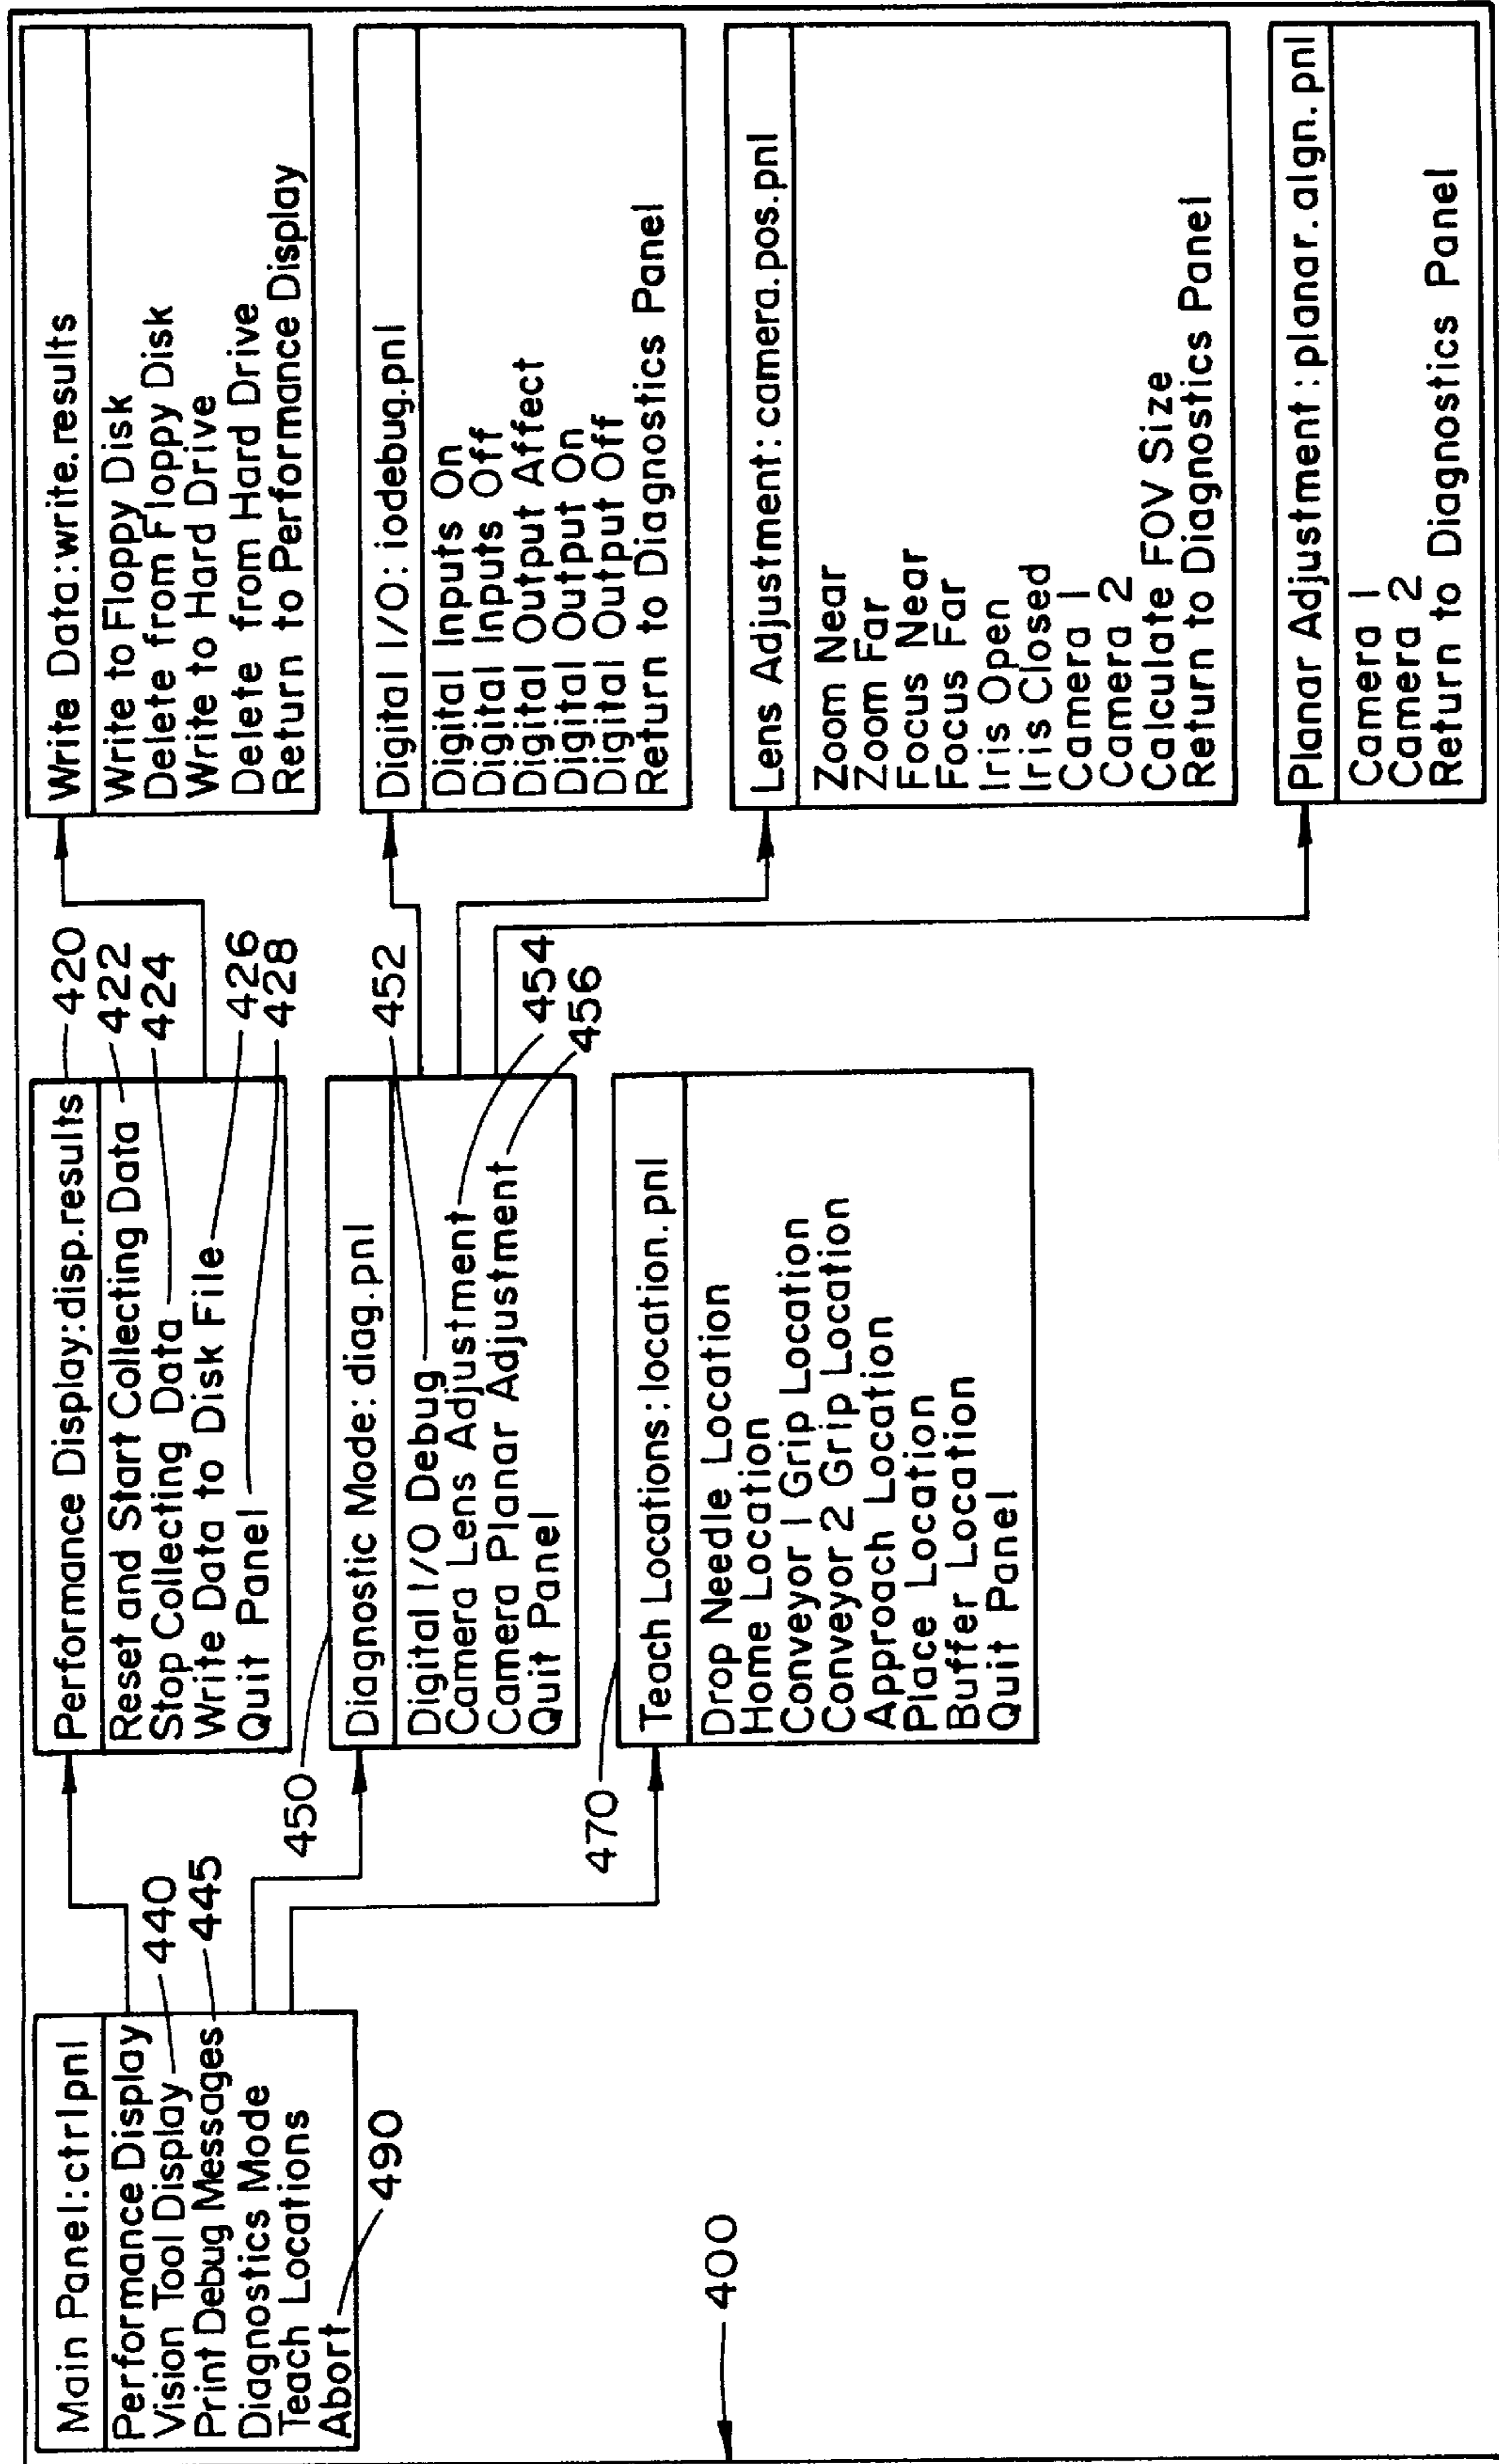 Main Panel:ctrlpnl
Performance Display
Vision Tool Display
440
Print Debug Messages
445
Diagnostics Mode
Teach Locations
Abort
490
400
Performance Display:disp.results
420
Reset and Start Collecting Data
422
Stop Collecting Data
424
Write Data to Disk File
426
Quit Panel
428
450
Diagnostic Mode: diag.pnl
Digital I/O Debug
452
Camera Lens Adjustment
454
Camera Planar Adjustment
456
Quit Panel
470
Teach Locations:location.pnl
Drop Needle Location
Home Location
Conveyor 1 Grip Location
Conveyor 2 Grip Location
Approach Location
Place Location
Buffer Location
Quit Panel
Write Data:write.results
Write to Floppy Disk
Delete from Floppy Disk
Write to Hard Drive
Delete from Hard Drive
Return to Performance Display
Digital I/O: iodebug.pnl
Digital Inputs On
Digital Inputs Off
Digital Output Affect
Digital Output On
Digital Output Off
Return to Diagnostics Panel
Lens Adjustment: camera.pos.pnl
Zoom Near
Zoom Far
Focus Near
Focus Far
Iris Open
Iris Closed
Camera 1
Camera 2
Calculate FOV Size
Return to Diagnostics Panel
Planar Adjustment : planar.algn.pnl
Camera 1
Camera 2
Return to Diagnostics Panel